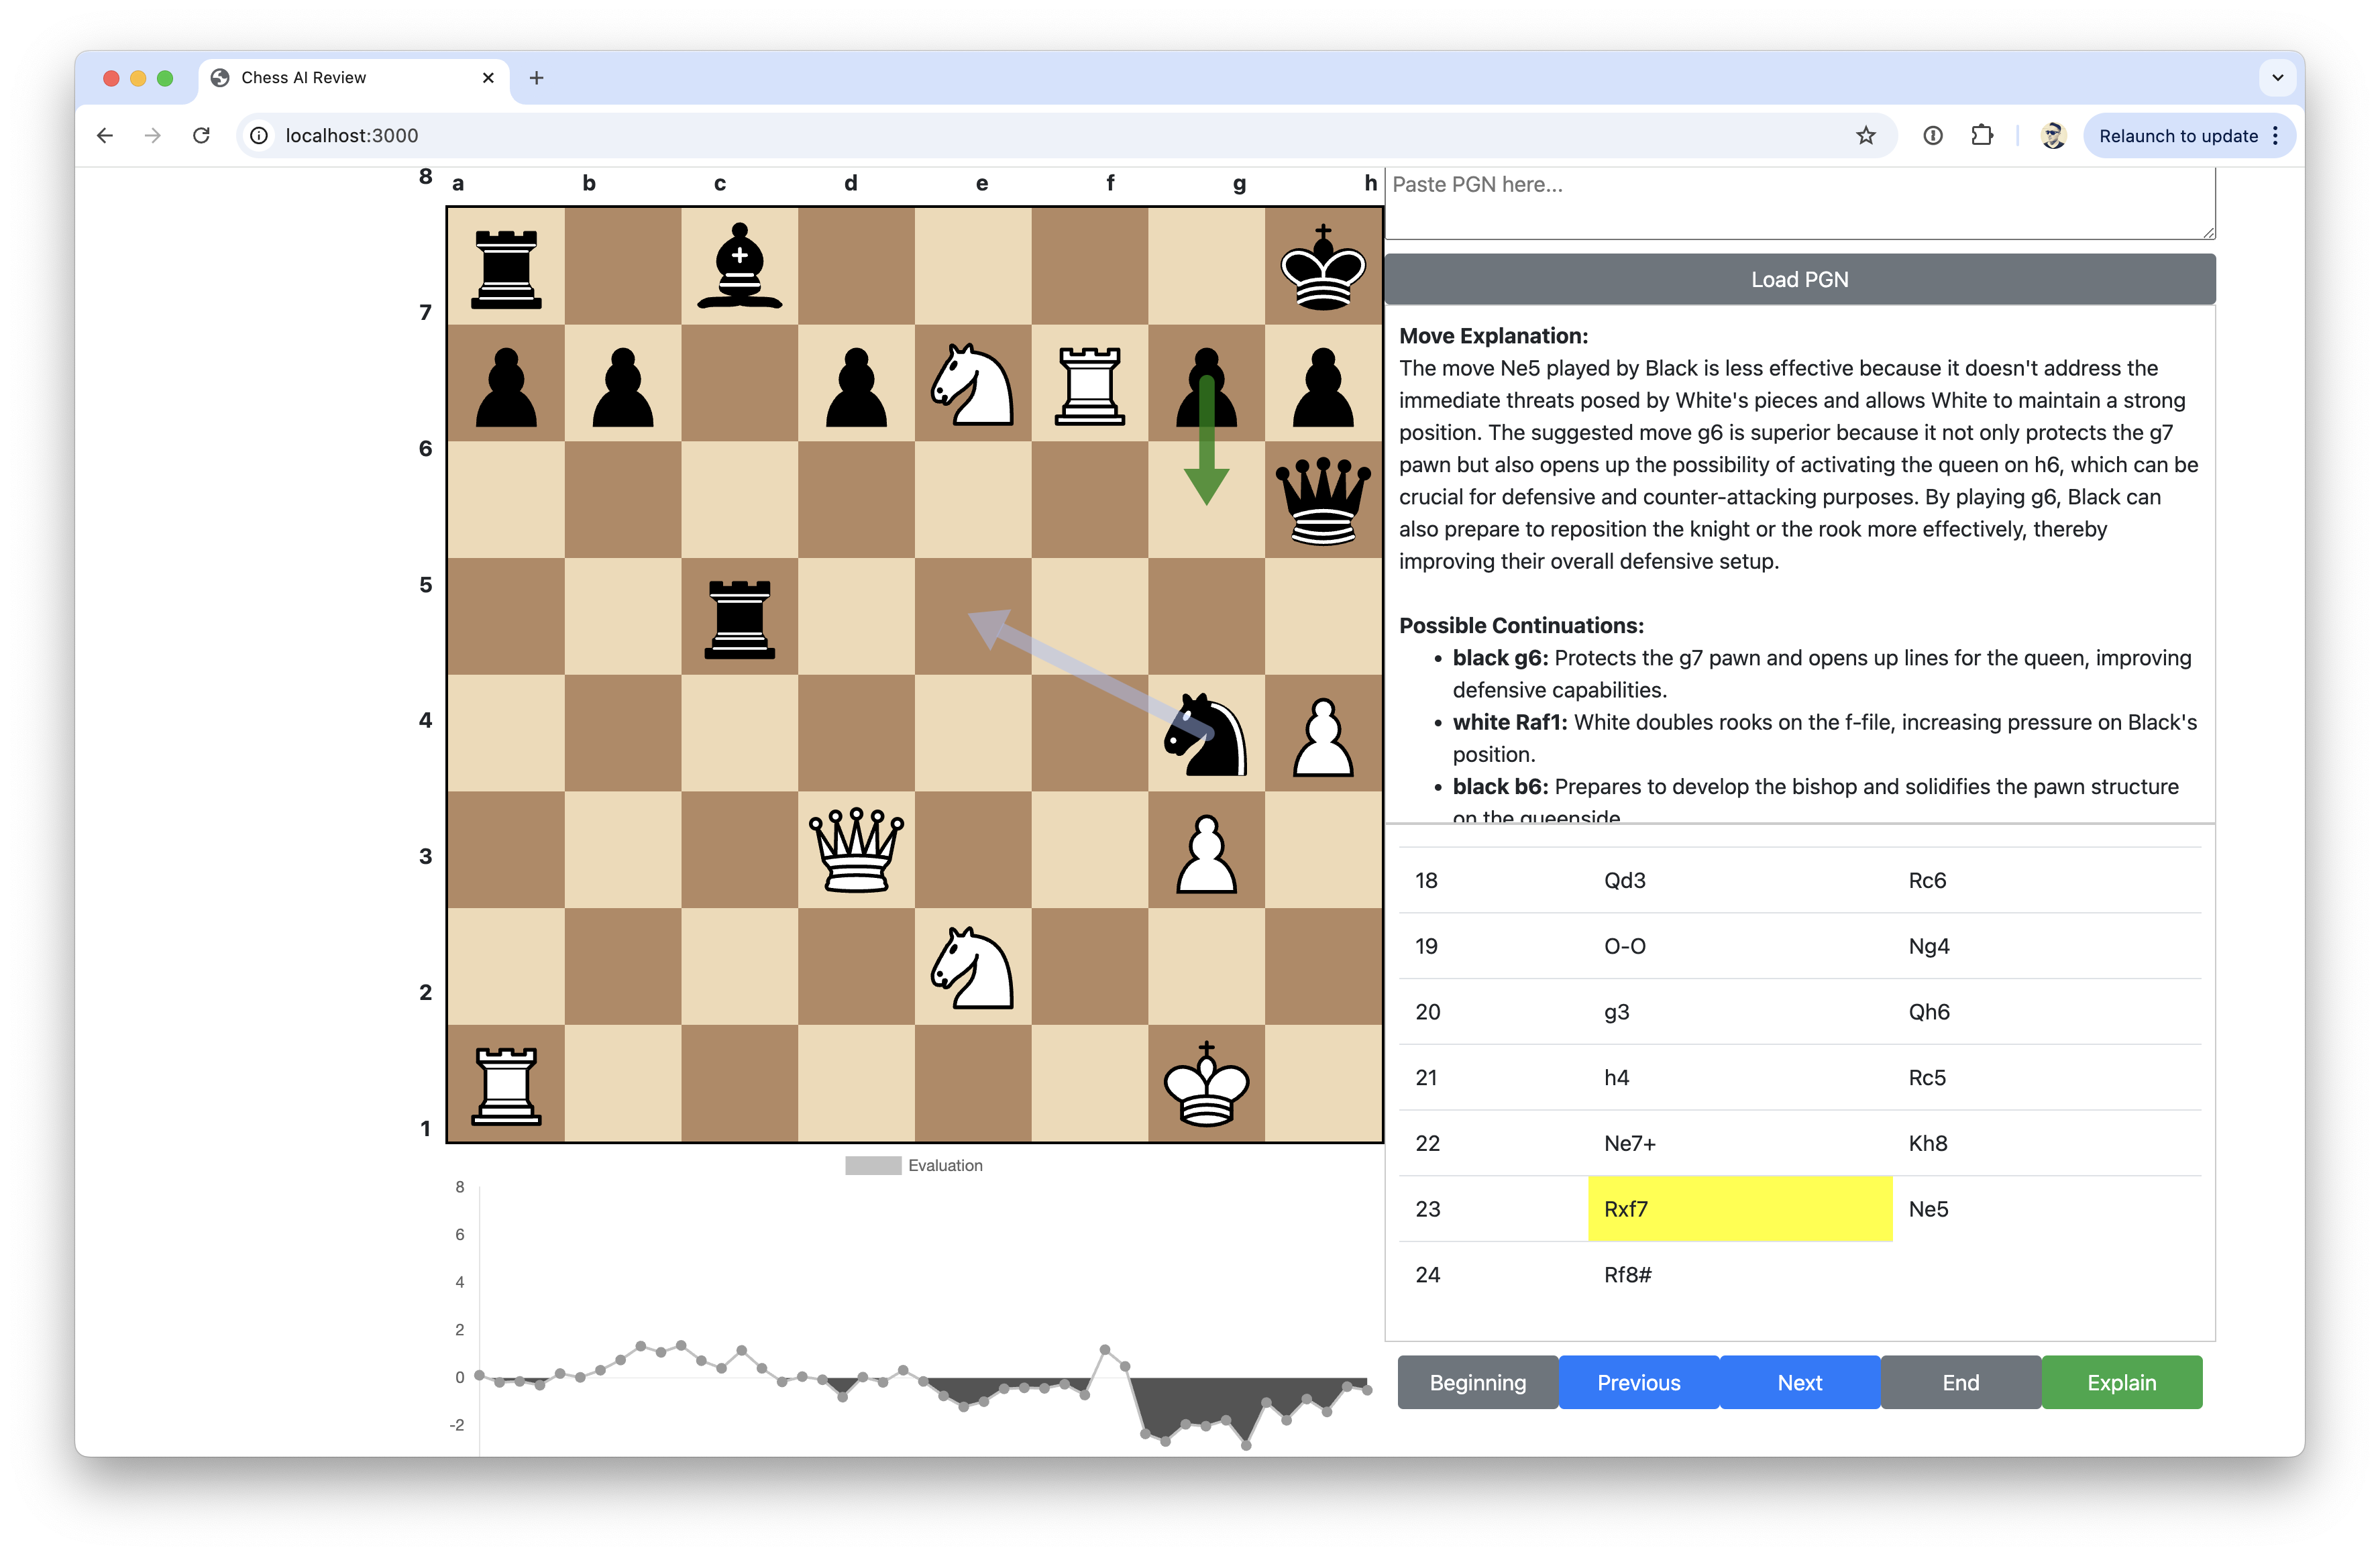 Chess AI Review
localhost:3000
Relaunch to update
8 a b c d e f g h
7
6
5
4
3
2
1
Paste PGN here...
Load PGN
Move Explanation:
The move Ne5 played by Black is less effective because it doesn't address the
immediate threats posed by White's pieces and allows White to maintain a strong
position. The suggested move g6 is superior because it not only protects the g7
pawn but also opens up the possibility of activating the queen on h6, which can be
crucial for defensive and counter-attacking purposes. By playing g6, Black can
also prepare to reposition the knight or the rook more effectively, thereby
improving their overall defensive setup.
Possible Continuations:
• black g6: Protects the g7 pawn and opens up lines for the queen, improving
defensive capabilities.
• white Raf1: White doubles rooks on the f-file, increasing pressure on Black's
position.
• black b6: Prepares to develop the bishop and solidifies the pawn structure
on the queenside
18 Qd3 Rc6
19 O-O Ng4
20 g3 Qh6
21 h4 Rc5
22 Ne7+ Kh8
23 Rxf7 Ne5
24 Rf8#
Beginning Previous Next End Explain
Evaluation
8
6
4
2
0
-2